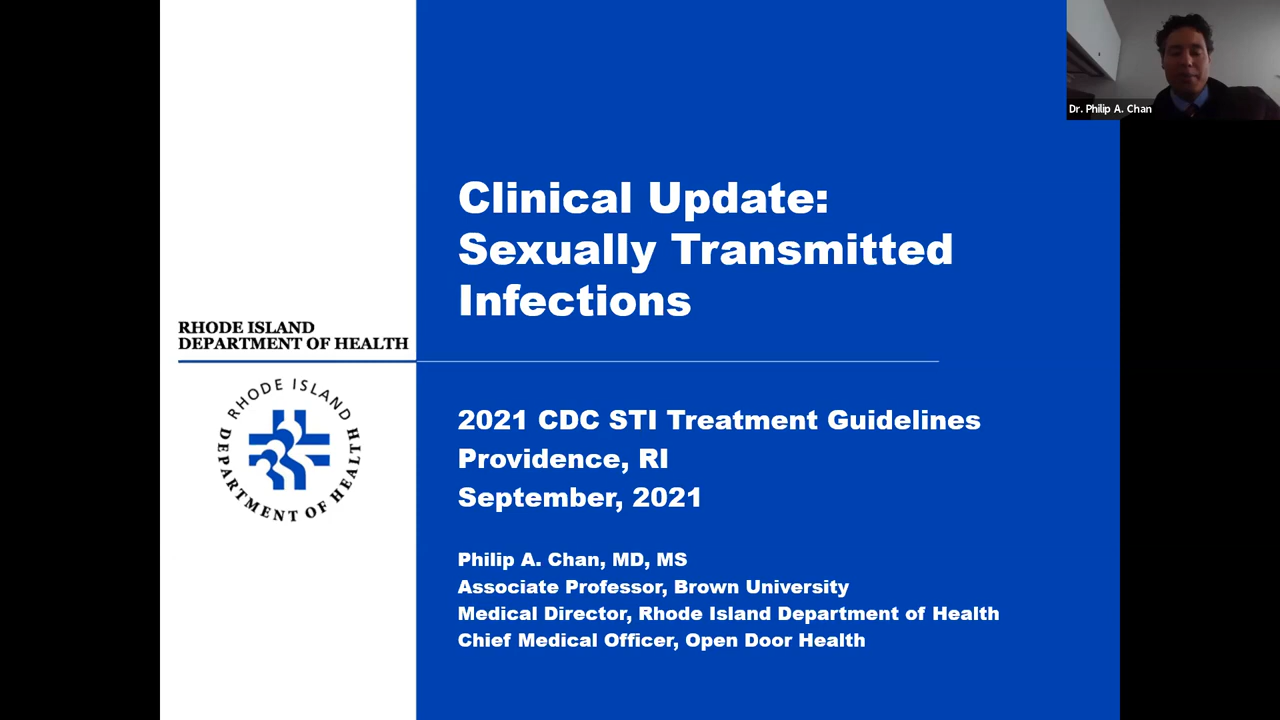 Dr. Philip A. Chan
Clinical Update:
Sexually Transmitted
Infections
RHODE ISLAND
DEPARTMENT OF HEALTH
RHODE ISLAND
DEPARTMENT OF HEALTH
2021 CDC STI Treatment Guidelines
Providence, RI
September, 2021
Philip A. Chan, MD, MS
Associate Professor, Brown University
Medical Director, Rhode Island Department of Health
Chief Medical Officer, Open Door Health